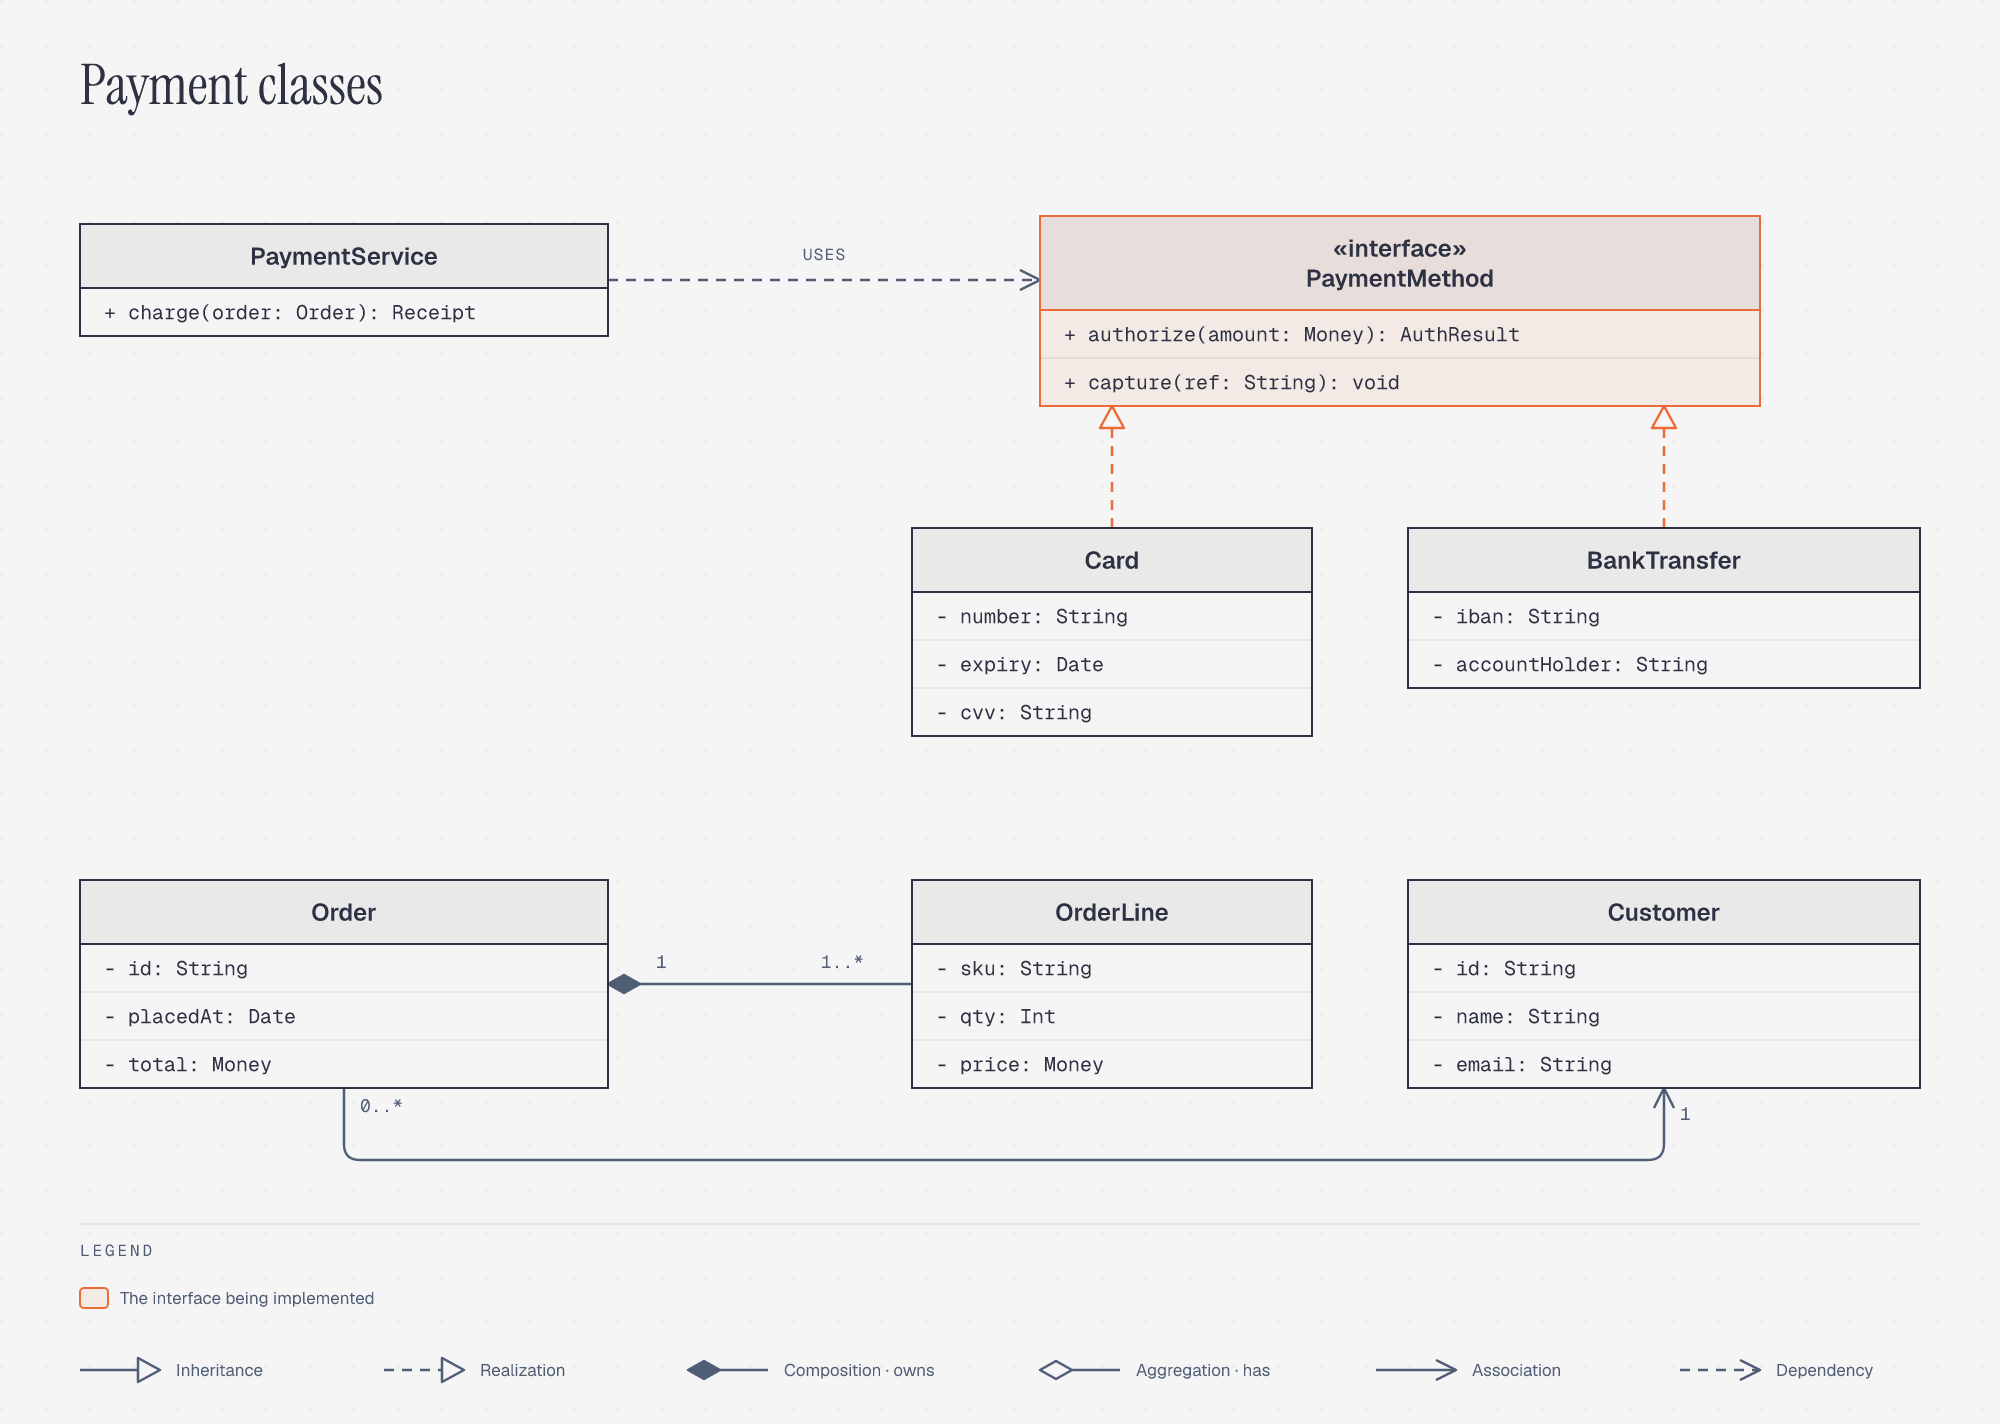 Payment classes
PaymentService
+ charge(order: Order): Receipt
USES
«interface»
PaymentMethod
+ authorize(amount: Money): AuthResult
+ capture(ref: String): void
Card
- number: String
- expiry: Date
- cvv: String
BankTransfer
- iban: String
- accountHolder: String
Order
- id: String
- placedAt: Date
- total: Money
1
1..*
OrderLine
- sku: String
- qty: Int
- price: Money
Customer
- id: String
- name: String
- email: String
0..*
1
LEGEND
The interface being implemented
Inheritance
Realization
Composition · owns
Aggregation · has
Association
Dependency